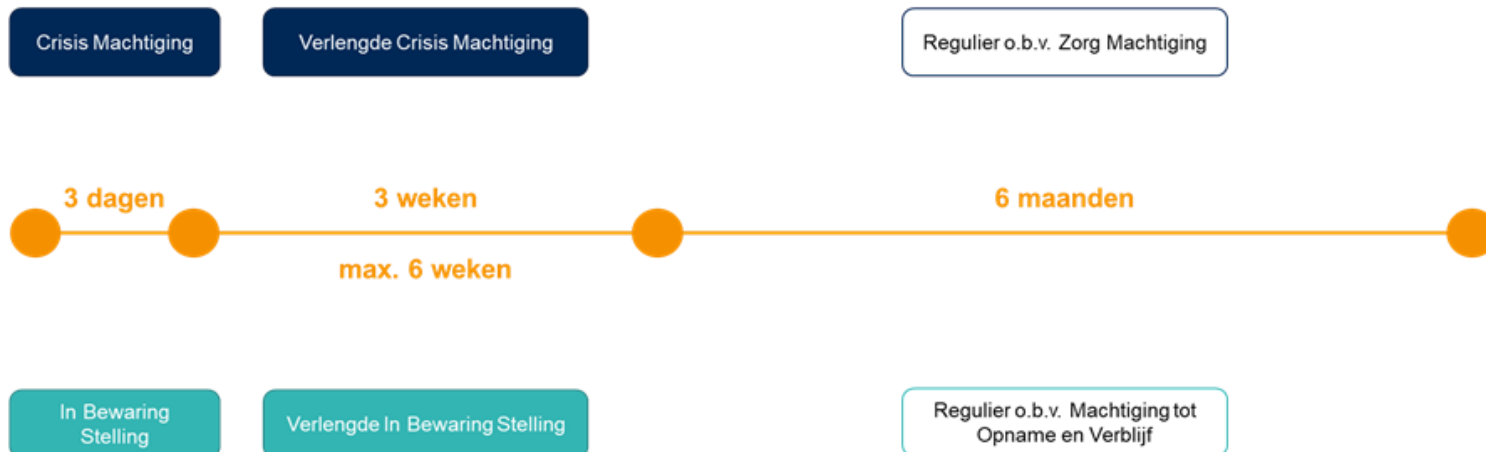 Crisis Machtiging
Verlengde Crisis Machtiging
Regulier o.b.v. Zorg Machtiging
3 dagen
3 weken
6 maanden
max. 6 weken
In Bewaring
Stelling
Verlengde In Bewaring Stelling
Regulier o.b.v. Machtiging tot
Opname en Verblijf